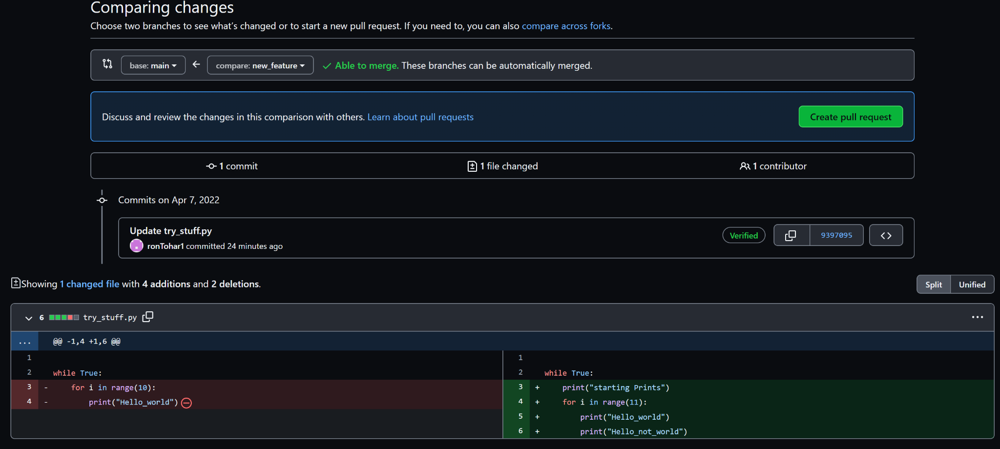 Comparing changes
Choose two branches to see what's changed or to start a new pull request. If you need to, you can also compare across forks.
base: main compare: new_feature Able to merge. These branches can be automatically merged.
Discuss and review the changes in this comparison with others. Learn about pull requests Create pull request
1 commit 1 file changed 1 contributor
Commits on Apr 7, 2022
Update try_stuff.py
ronTohar1 committed 24 minutes ago
Verified 9397095 <>
Showing 1 changed file with 4 additions and 2 deletions.
Split Unified
6 try_stuff.py ...
... @@ -1,4 +1,6 @@
1
2 while True:
3 - for i in range(10):
4 - print("Hello_world")
1
2 while True:
3 + print("starting Prints")
4 + for i in range(11):
5 + print("Hello_world")
6 + print("Hello_not_world")